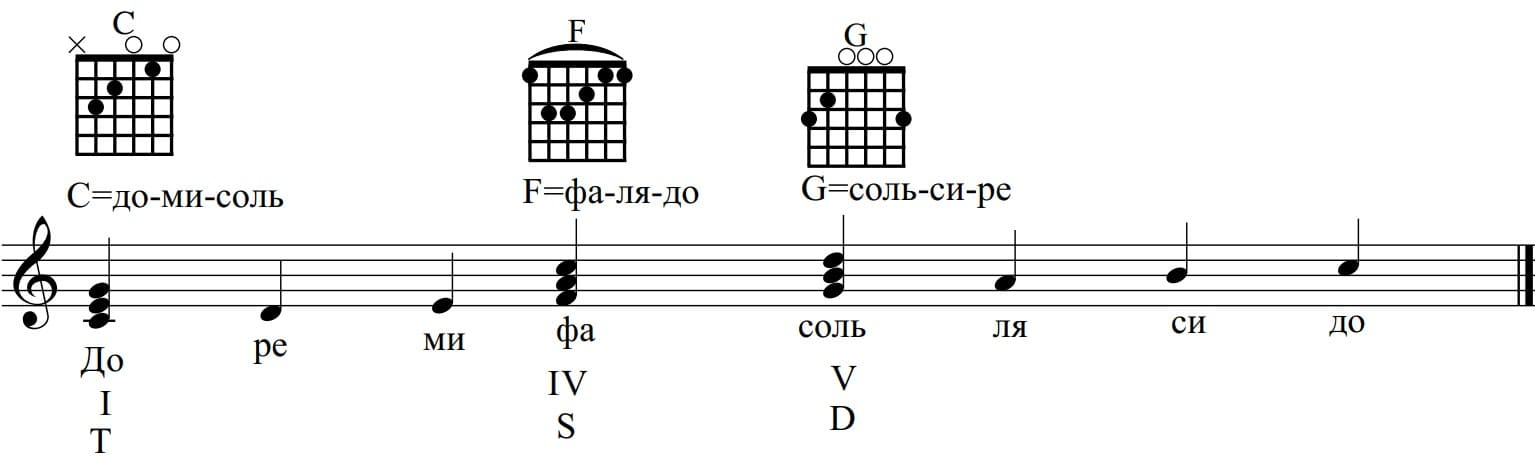 C F G
C=до-ми-соль F=фа-ля-до G=соль-си-ре
До ре ми фа соль ля си до
I IV V
T S D